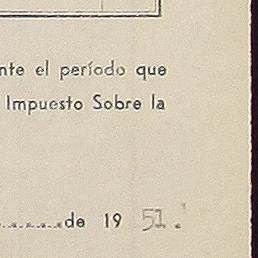 nte el período que
Impuesto Sobre la
........de 19 51.